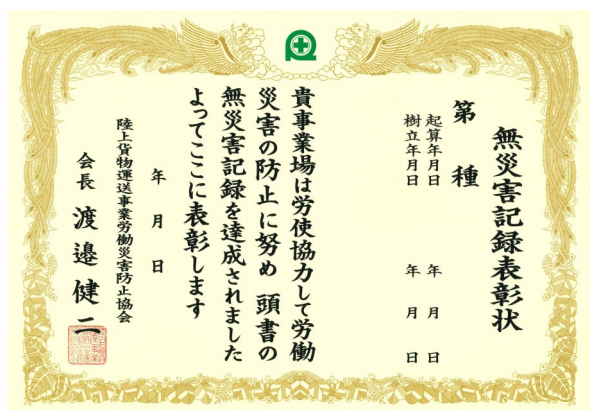 無災害記録表彰状
第 種
起算年月日 年 月 日
樹立年月日 年 月 日
貴事業場は労使協力して労働
災害の防止に努め 頭書の
無災害記録を達成されました
よってここに表彰します
年 月 日
陸上貨物運送事業労働災害防止協会
会長 渡邉健二